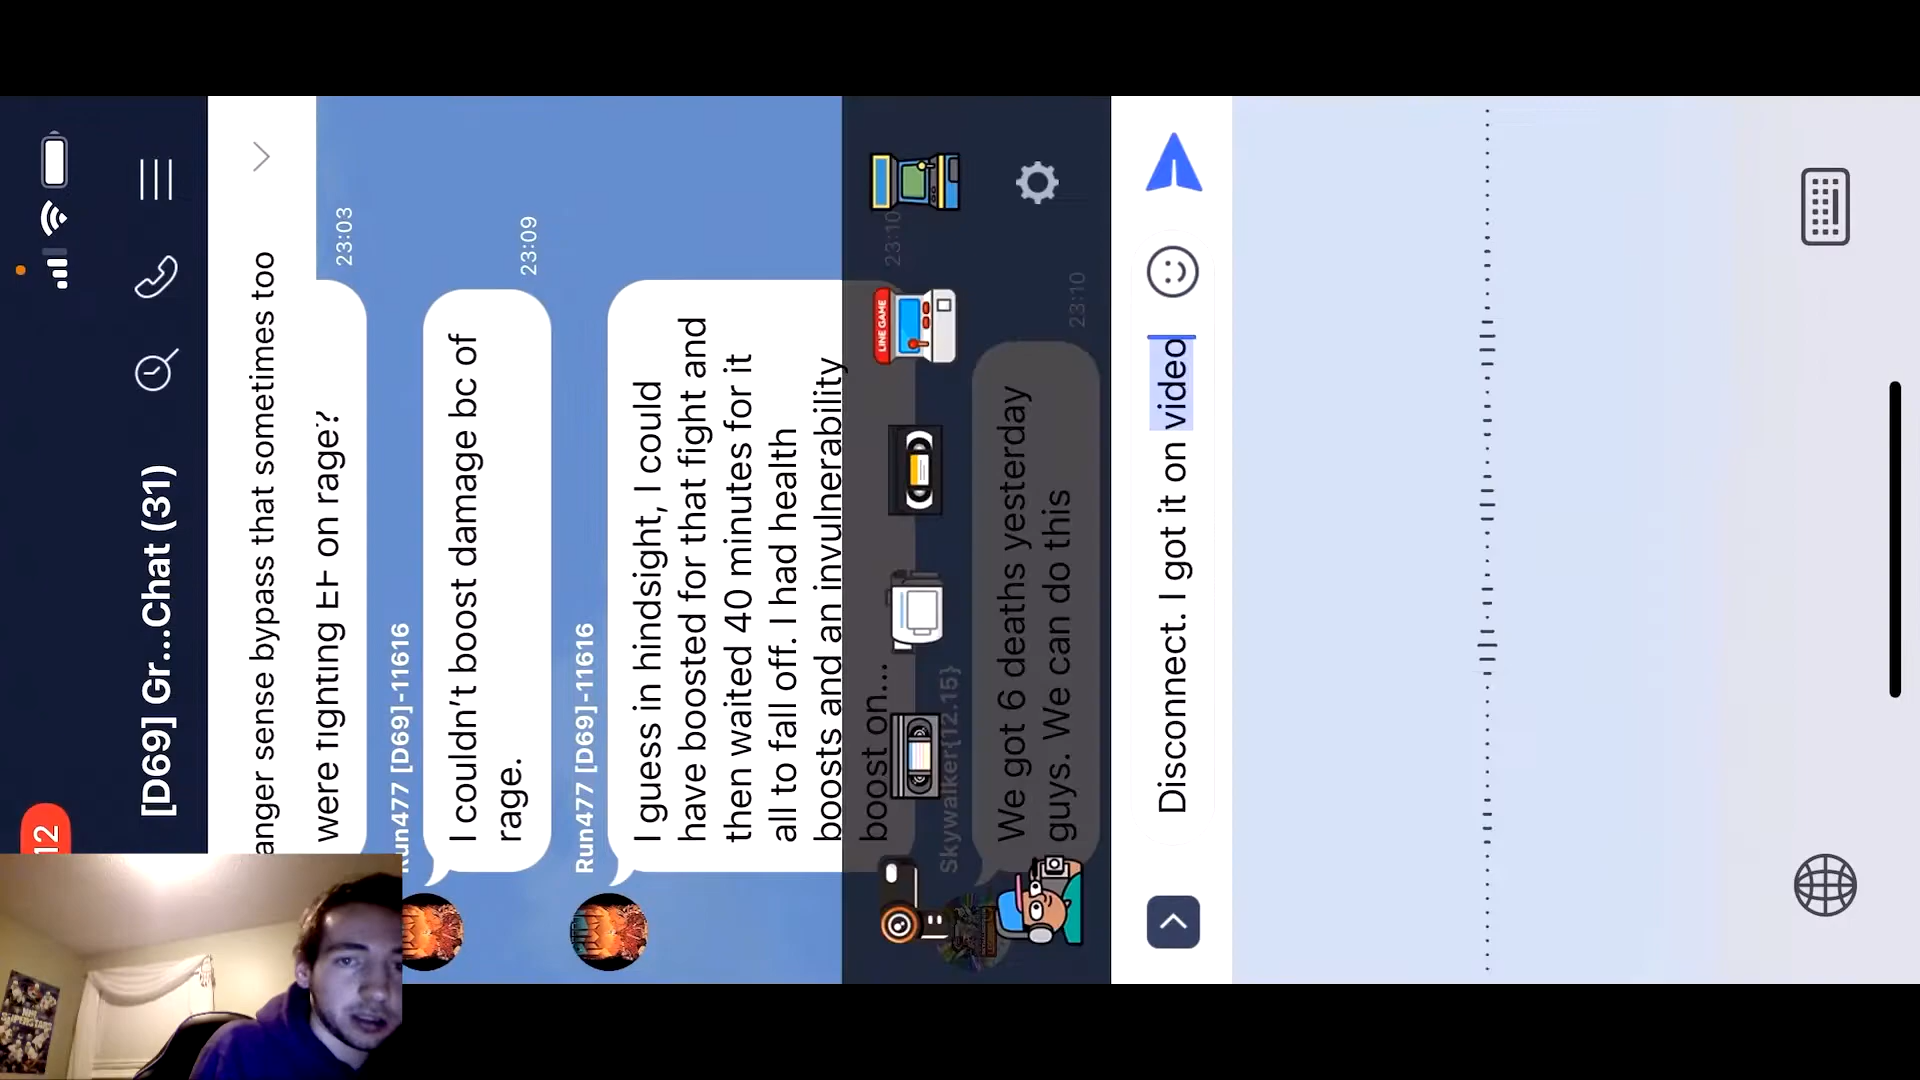 12
[D69] Gr...Chat (31)
anger sense bypass that sometimes too
were fighting EF on rage?
23:03
Run477 [D69]-11616
I couldn't boost damage bc of
rage.
23:09
Run477 [D69]-11616
I guess in hindsight, I could
have boosted for that fight and
then waited 40 minutes for it
all to fall off. I had health
boosts and an invulnerability
boost on...
23:10
LINE GAME
Skywalker{12.15}
We got 6 deaths yesterday
guys. We can do this
23:10
Disconnect. I got it on video
NHL
SUPERSTARS